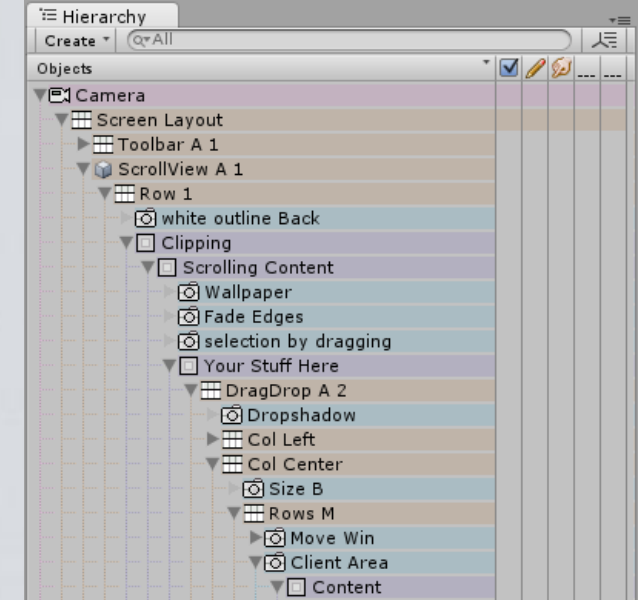 Hierarchy
Create All
Objects
Camera
Screen Layout
Toolbar A 1
ScrollView A 1
Row 1
white outline Back
Clipping
Scrolling Content
Wallpaper
Fade Edges
selection by dragging
Your Stuff Here
DragDrop A 2
Dropshadow
Col Left
Col Center
Size B
Rows M
Move Win
Client Area
Content